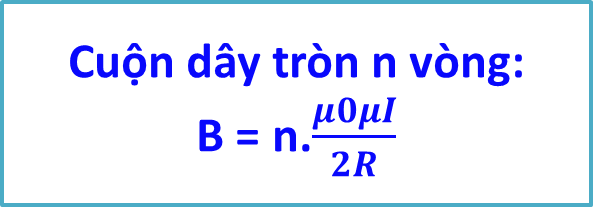 Cuộn dây tròn n vòng:
B = n.μ0μI/2R